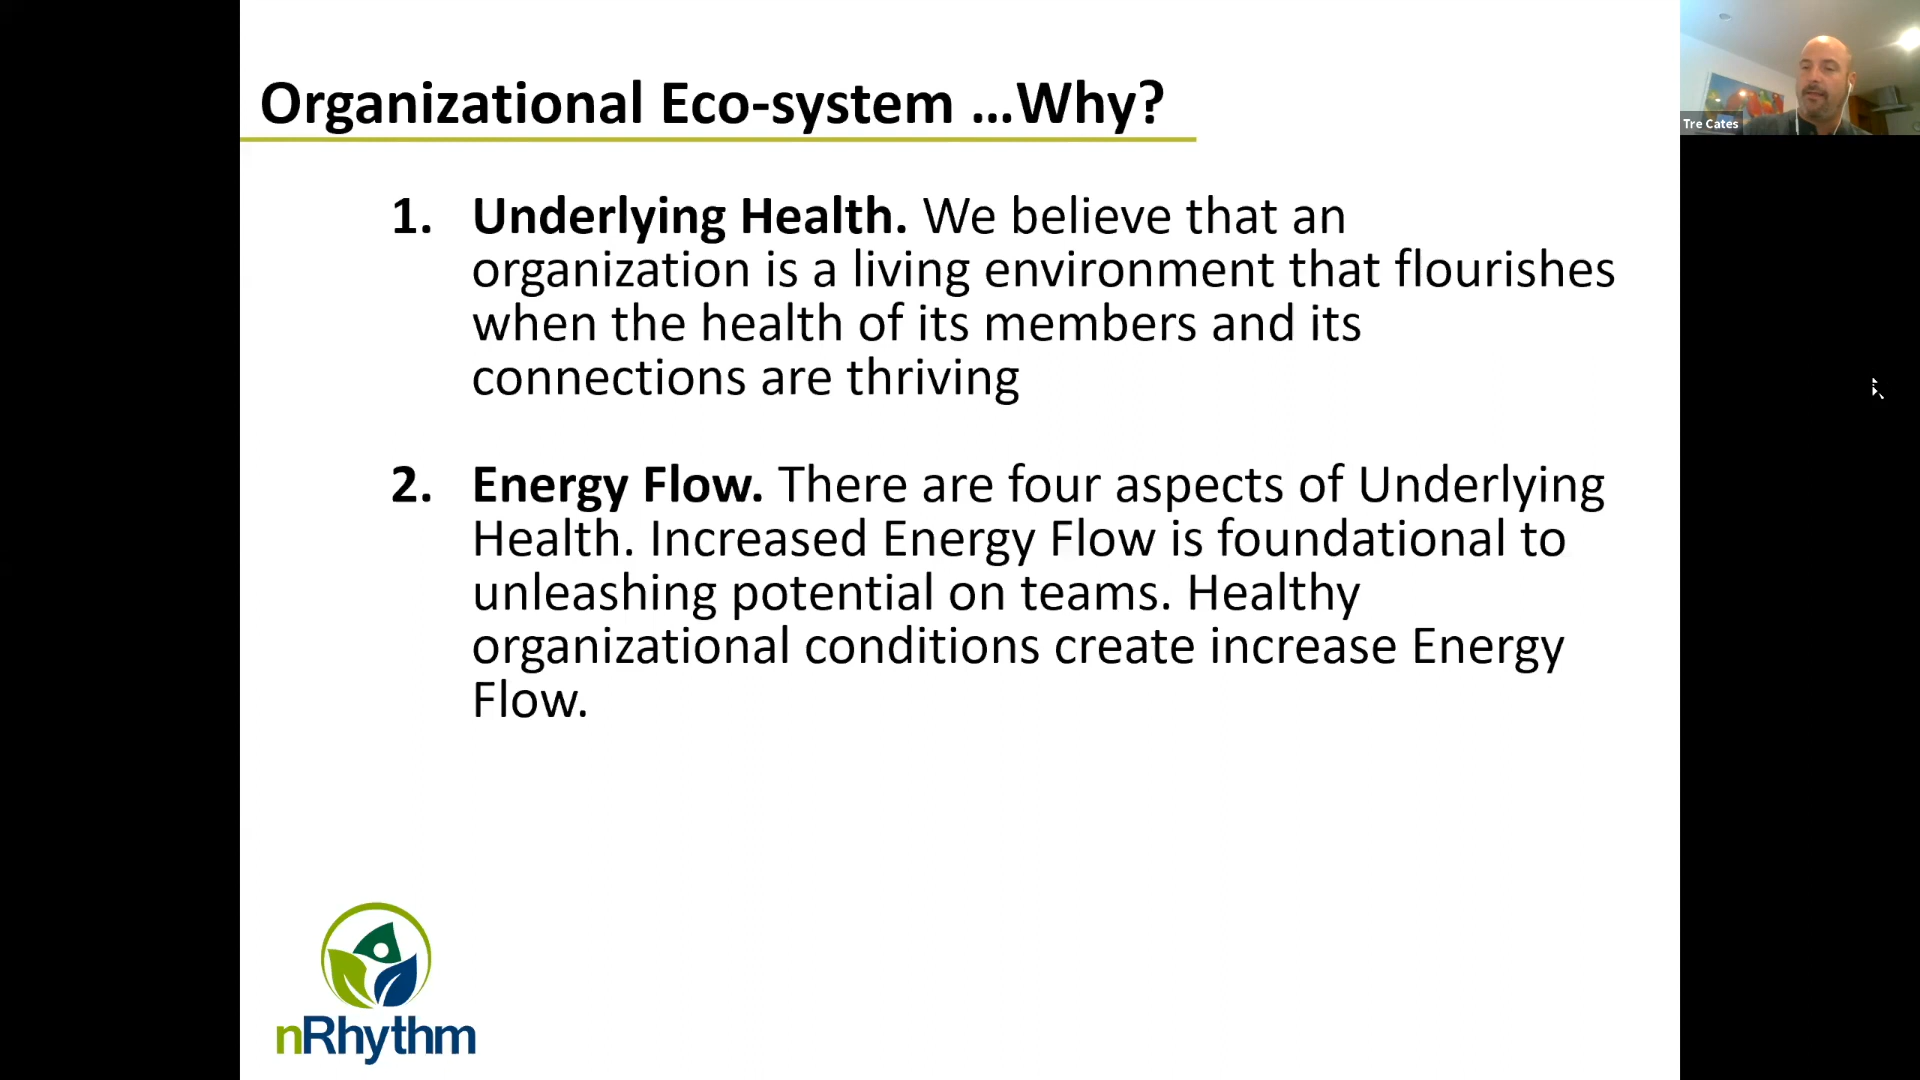 Organizational Eco-system ...Why?
Tre Cates
1. Underlying Health. We believe that an
organization is a living environment that flourishes
when the health of its members and its
connections are thriving
2. Energy Flow. There are four aspects of Underlying
Health. Increased Energy Flow is foundational to
unleashing potential on teams. Healthy
organizational conditions create increase Energy
Flow.
nRhythm